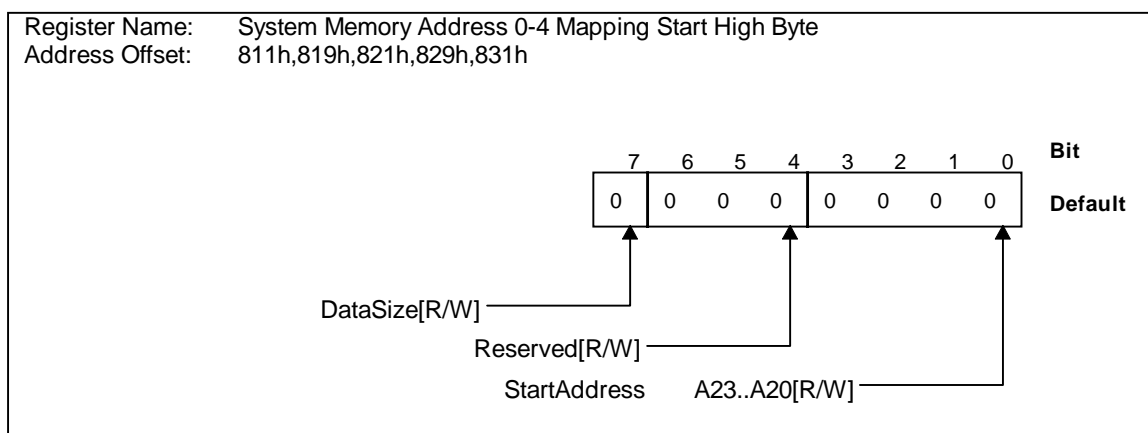 Register Name: System Memory Address 0-4 Mapping Start High Byte
Address Offset: 811h,819h,821h,829h,831h
7 6 5 4 3 2 1 0 Bit
0 0 0 0 0 0 0 0 Default
DataSize[R/W]
Reserved[R/W]
StartAddress A23..A20[R/W]